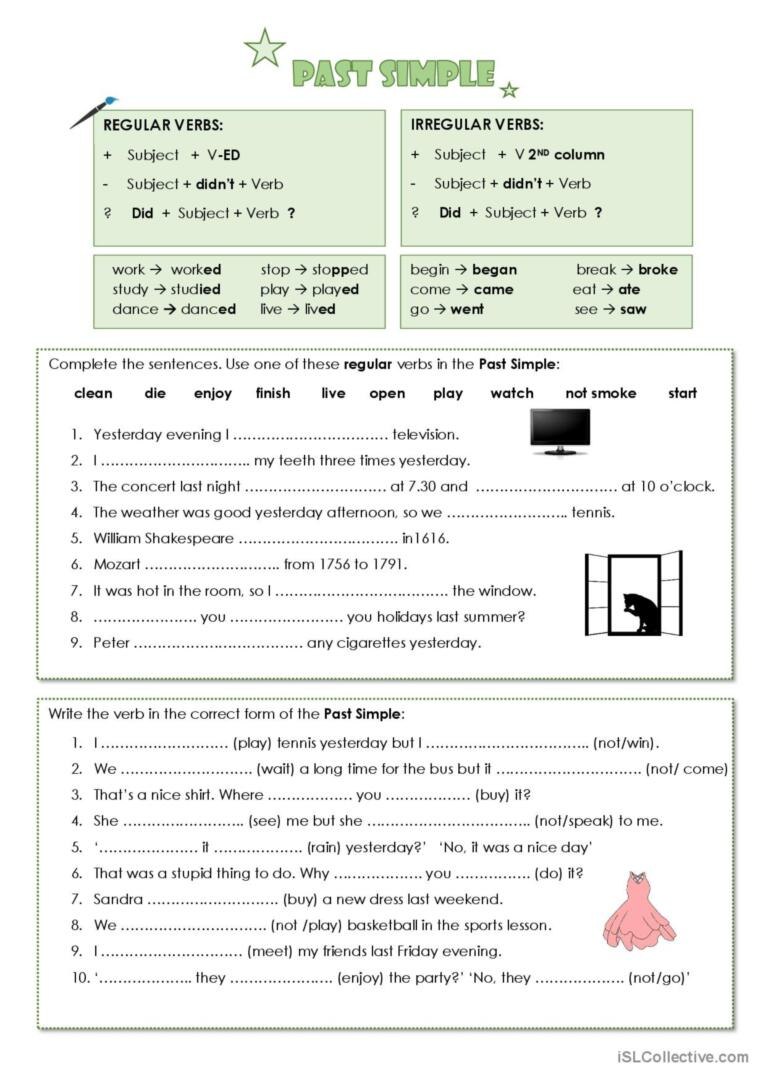 PAST SIMPLE
REGULAR VERBS:
+ Subject + V-ED
- Subject + didn't + Verb
? Did + Subject + Verb ?
IRREGULAR VERBS:
+ Subject + V 2ND column
- Subject + didn't + Verb
? Did + Subject + Verb ?
work → worked stop → stopped
study → studied play → played
dance → danced live → lived
begin → began break → broke
come → came eat → ate
go → went see → saw
Complete the sentences. Use one of these regular verbs in the Past Simple:
clean die enjoy finish live open play watch not smoke start
1. Yesterday evening I ………………………… television.
2. I ……………………….. my teeth three times yesterday.
3. The concert last night ……………………… at 7.30 and ……………………… at 10 o'clock.
4. The weather was good yesterday afternoon, so we ………………….. tennis.
5. William Shakespeare …………………………. in1616.
6. Mozart …………………….. from 1756 to 1791.
7. It was hot in the room, so I ……………………………. the window.
8. ………………. you ………………… you holidays last summer?
9. Peter ………………………….. any cigarettes yesterday.
Write the verb in the correct form of the Past Simple:
1. I …………………… (play) tennis yesterday but I ………………………….. (not/win).
2. We ……………………. (wait) a long time for the bus but it ………………………. (not/ come)
3. That's a nice shirt. Where …………… you …………… (buy) it?
4. She ………………….. (see) me but she ………………………….. (not/speak) to me.
5. '……………….. it ……………. (rain) yesterday?' 'No, it was a nice day'
6. That was a stupid thing to do. Why ……………. you ………….. (do) it?
7. Sandra ……………………. (buy) a new dress last weekend.
8. We ………………………. (not /play) basketball in the sports lesson.
9. I ……………………… (meet) my friends last Friday evening.
10. '…………….. they ……………….. (enjoy) the party?' 'No, they ……………. (not/go)'
iSLCollective.com